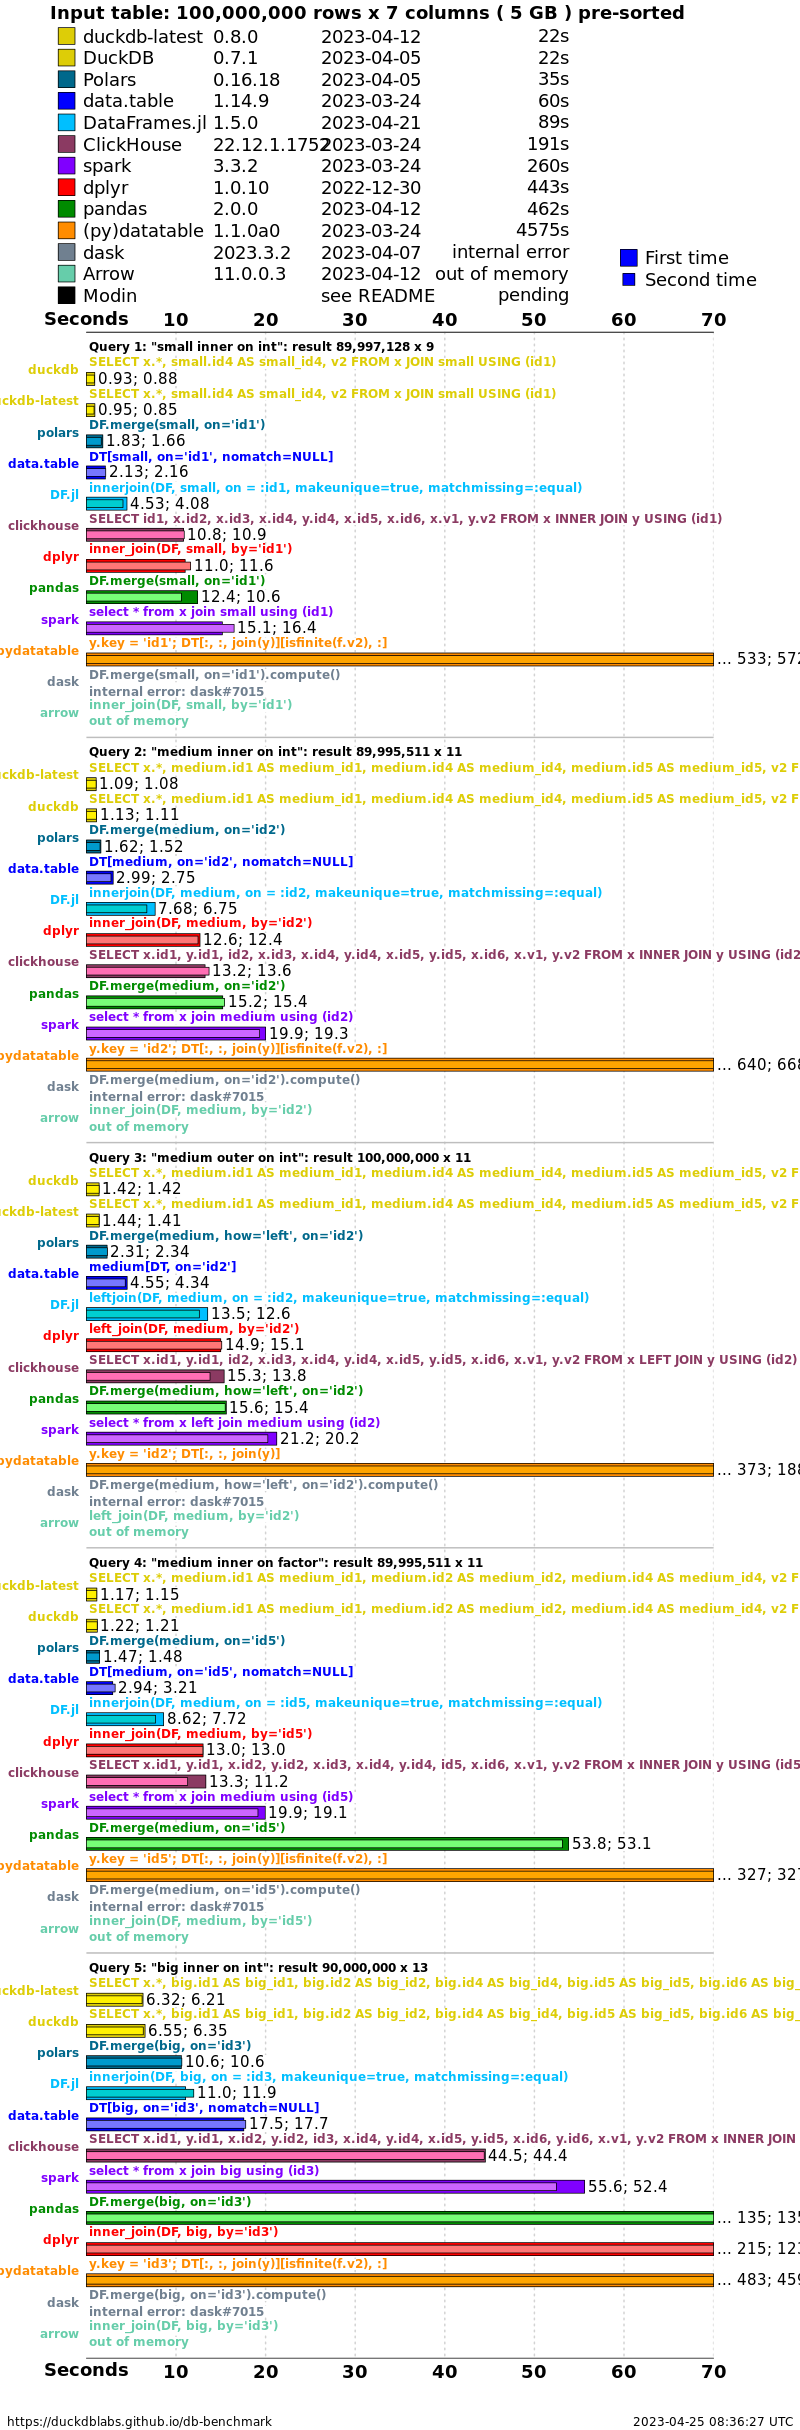 Input table: 100,000,000 rows x 7 columns ( 5 GB ) pre-sorted
duckdb-latest 0.8.0 2023-04-12 22s
DuckDB 0.7.1 2023-04-05 22s
Polars 0.16.18 2023-04-05 35s
data.table 1.14.9 2023-03-24 60s
DataFrames.jl 1.5.0 2023-04-21 89s
ClickHouse 22.12.1.1752 2023-03-24 191s
spark 3.3.2 2023-03-24 260s
dplyr 1.0.10 2022-12-30 443s
pandas 2.0.0 2023-04-12 462s
(py)datatable 1.1.0a0 2023-03-24 4575s
dask 2023.3.2 2023-04-07 internal error
Arrow 11.0.0.3 2023-04-12 out of memory
Modin see README pending
First time
Second time
Seconds 10 20 30 40 50 60 70
Query 1: "small inner on int": result 89,997,128 x 9
SELECT x.*, small.id4 AS small_id4, v2 FROM x JOIN small USING (id1)
duckdb 0.93; 0.88
SELECT x.*, small.id4 AS small_id4, v2 FROM x JOIN small USING (id1)
uckdb-latest 0.95; 0.85
DF.merge(small, on='id1')
polars 1.83; 1.66
DT[small, on='id1', nomatch=NULL]
data.table 2.13; 2.16
innerjoin(DF, small, on = :id1, makeunique=true, matchmissing=:equal)
DF.jl 4.53; 4.08
SELECT id1, x.id2, x.id3, x.id4, y.id4, x.id5, x.id6, x.v1, y.v2 FROM x INNER JOIN y USING (id1)
clickhouse 10.8; 10.9
inner_join(DF, small, by='id1')
dplyr 11.0; 11.6
DF.merge(small, on='id1')
pandas 12.4; 10.6
select * from x join small using (id1)
spark 15.1; 16.4
y.key = 'id1'; DT[:, :, join(y)][isfinite(f.v2), :]
pydatatable ... 533; 572
DF.merge(small, on='id1').compute()
dask internal error: dask#7015
inner_join(DF, small, by='id1')
arrow out of memory
Query 2: "medium inner on int": result 89,995,511 x 11
SELECT x.*, medium.id1 AS medium_id1, medium.id4 AS medium_id4, medium.id5 AS medium_id5, v2 F
uckdb-latest 1.09; 1.08
SELECT x.*, medium.id1 AS medium_id1, medium.id4 AS medium_id4, medium.id5 AS medium_id5, v2 F
duckdb 1.13; 1.11
DF.merge(medium, on='id2')
polars 1.62; 1.52
DT[medium, on='id2', nomatch=NULL]
data.table 2.99; 2.75
innerjoin(DF, medium, on = :id2, makeunique=true, matchmissing=:equal)
DF.jl 7.68; 6.75
inner_join(DF, medium, by='id2')
dplyr 12.6; 12.4
SELECT x.id1, y.id1, id2, x.id3, x.id4, y.id4, x.id5, y.id5, x.id6, x.v1, y.v2 FROM x INNER JOIN y USING (id2
clickhouse 13.2; 13.6
DF.merge(medium, on='id2')
pandas 15.2; 15.4
select * from x join medium using (id2)
spark 19.9; 19.3
y.key = 'id2'; DT[:, :, join(y)][isfinite(f.v2), :]
pydatatable ... 640; 668
DF.merge(medium, on='id2').compute()
dask internal error: dask#7015
inner_join(DF, medium, by='id2')
arrow out of memory
Query 3: "medium outer on int": result 100,000,000 x 11
SELECT x.*, medium.id1 AS medium_id1, medium.id4 AS medium_id4, medium.id5 AS medium_id5, v2 F
duckdb 1.42; 1.42
SELECT x.*, medium.id1 AS medium_id1, medium.id4 AS medium_id4, medium.id5 AS medium_id5, v2 F
uckdb-latest 1.44; 1.41
DF.merge(medium, how='left', on='id2')
polars 2.31; 2.34
medium[DT, on='id2']
data.table 4.55; 4.34
leftjoin(DF, medium, on = :id2, makeunique=true, matchmissing=:equal)
DF.jl 13.5; 12.6
left_join(DF, medium, by='id2')
dplyr 14.9; 15.1
SELECT x.id1, y.id1, id2, x.id3, x.id4, y.id4, x.id5, y.id5, x.id6, x.v1, y.v2 FROM x LEFT JOIN y USING (id2)
clickhouse 15.3; 13.8
DF.merge(medium, how='left', on='id2')
pandas 15.6; 15.4
select * from x left join medium using (id2)
spark 21.2; 20.2
y.key = 'id2'; DT[:, :, join(y)]
pydatatable ... 373; 188
DF.merge(medium, how='left', on='id2').compute()
dask internal error: dask#7015
left_join(DF, medium, by='id2')
arrow out of memory
Query 4: "medium inner on factor": result 89,995,511 x 11
SELECT x.*, medium.id1 AS medium_id1, medium.id2 AS medium_id2, medium.id4 AS medium_id4, v2 F
uckdb-latest 1.17; 1.15
SELECT x.*, medium.id1 AS medium_id1, medium.id2 AS medium_id2, medium.id4 AS medium_id4, v2 F
duckdb 1.22; 1.21
DF.merge(medium, on='id5')
polars 1.47; 1.48
DT[medium, on='id5', nomatch=NULL]
data.table 2.94; 3.21
innerjoin(DF, medium, on = :id5, makeunique=true, matchmissing=:equal)
DF.jl 8.62; 7.72
inner_join(DF, medium, by='id5')
dplyr 13.0; 13.0
SELECT x.id1, y.id1, x.id2, y.id2, x.id3, x.id4, y.id4, id5, x.id6, x.v1, y.v2 FROM x INNER JOIN y USING (id5
clickhouse 13.3; 11.2
select * from x join medium using (id5)
spark 19.9; 19.1
DF.merge(medium, on='id5')
pandas 53.8; 53.1
y.key = 'id5'; DT[:, :, join(y)][isfinite(f.v2), :]
pydatatable ... 327; 327
DF.merge(medium, on='id5').compute()
dask internal error: dask#7015
inner_join(DF, medium, by='id5')
arrow out of memory
Query 5: "big inner on int": result 90,000,000 x 13
SELECT x.*, big.id1 AS big_id1, big.id2 AS big_id2, big.id4 AS big_id4, big.id5 AS big_id5, big.id6 AS big_
uckdb-latest 6.32; 6.21
SELECT x.*, big.id1 AS big_id1, big.id2 AS big_id2, big.id4 AS big_id4, big.id5 AS big_id5, big.id6 AS big_
duckdb 6.55; 6.35
DF.merge(big, on='id3')
polars 10.6; 10.6
innerjoin(DF, big, on = :id3, makeunique=true, matchmissing=:equal)
DF.jl 11.0; 11.9
DT[big, on='id3', nomatch=NULL]
data.table 17.5; 17.7
SELECT x.id1, y.id1, x.id2, y.id2, id3, x.id4, y.id4, x.id5, y.id5, x.id6, y.id6, x.v1, y.v2 FROM x INNER JOIN
clickhouse 44.5; 44.4
select * from x join big using (id3)
spark 55.6; 52.4
DF.merge(big, on='id3')
pandas ... 135; 135
inner_join(DF, big, by='id3')
dplyr ... 215; 123
y.key = 'id3'; DT[:, :, join(y)][isfinite(f.v2), :]
pydatatable ... 483; 459
DF.merge(big, on='id3').compute()
dask internal error: dask#7015
inner_join(DF, big, by='id3')
arrow out of memory
Seconds 10 20 30 40 50 60 70
https://duckdblabs.github.io/db-benchmark 2023-04-25 08:36:27 UTC